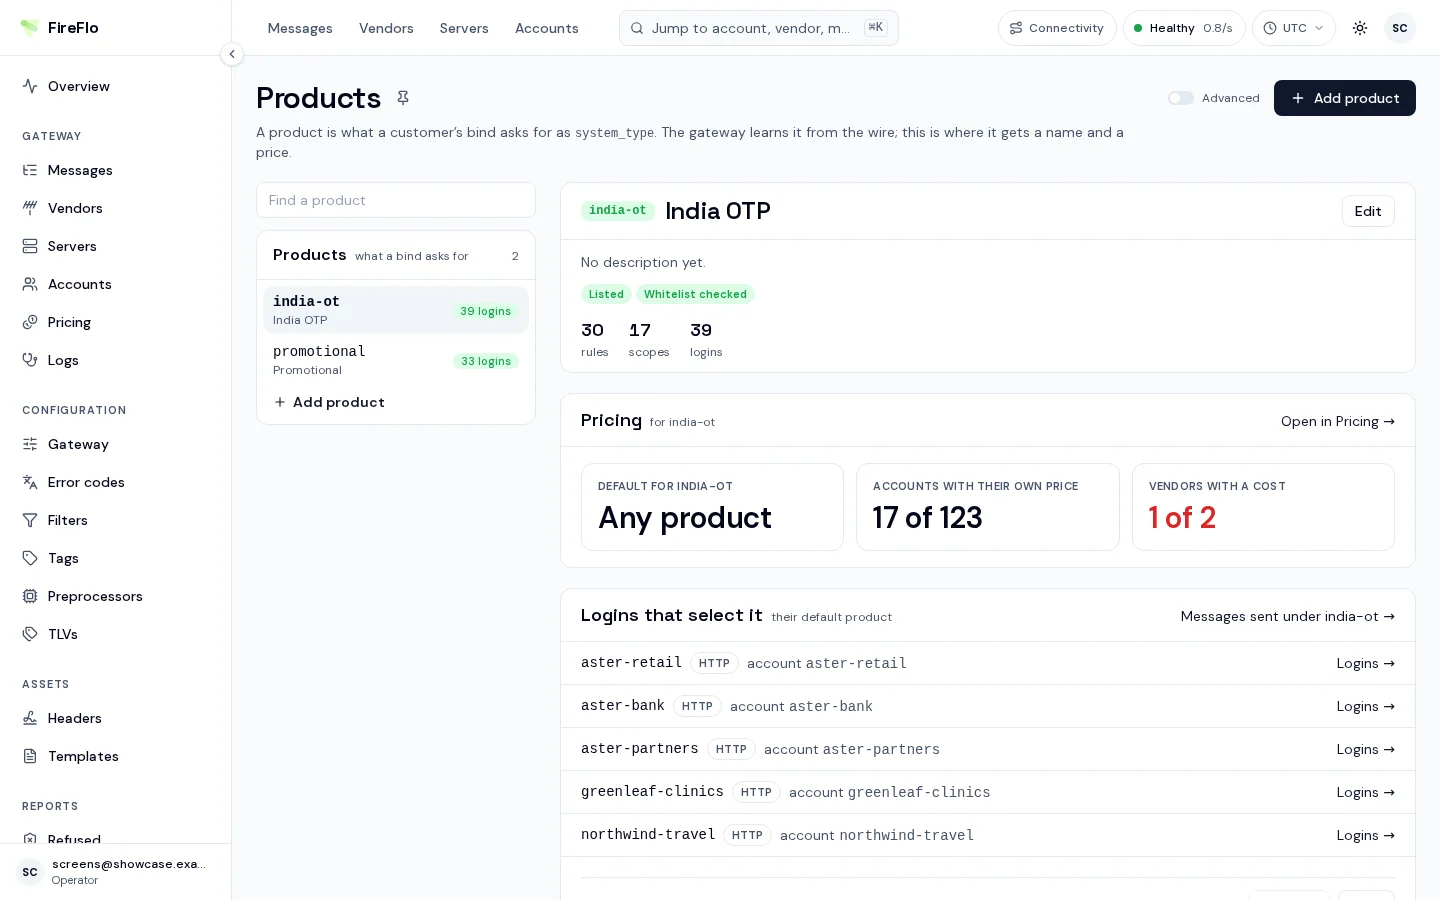 FireFlo
Messages
Vendors
Servers
Accounts
Jump to account, vendor, m...
⌘K
Connectivity
Healthy 0.8/s
UTC
SC
Overview
GATEWAY
Messages
Vendors
Servers
Accounts
Pricing
Logs
CONFIGURATION
Gateway
Error codes
Filters
Tags
Preprocessors
TLVs
ASSETS
Headers
Templates
REPORTS
Refused
SC
screens@showcase.exa...
Operator
Products
Advanced
Add product
A product is what a customer's bind asks for as system_type. The gateway learns it from the wire; this is where it gets a name and a
price.
Find a product
Products what a bind asks for 2
india-ot
India OTP
39 logins
promotional
Promotional
33 logins
Add product
india-ot India OTP
Edit
No description yet.
Listed
Whitelist checked
30 17 39
rules scopes logins
Pricing for india-ot
Open in Pricing →
DEFAULT FOR INDIA-OT
Any product
ACCOUNTS WITH THEIR OWN PRICE
17 of 123
VENDORS WITH A COST
1 of 2
Logins that select it their default product
Messages sent under india-ot →
aster-retail HTTP account aster-retail Logins →
aster-bank HTTP account aster-bank Logins →
aster-partners HTTP account aster-partners Logins →
greenleaf-clinics HTTP account greenleaf-clinics Logins →
northwind-travel HTTP account northwind-travel Logins →